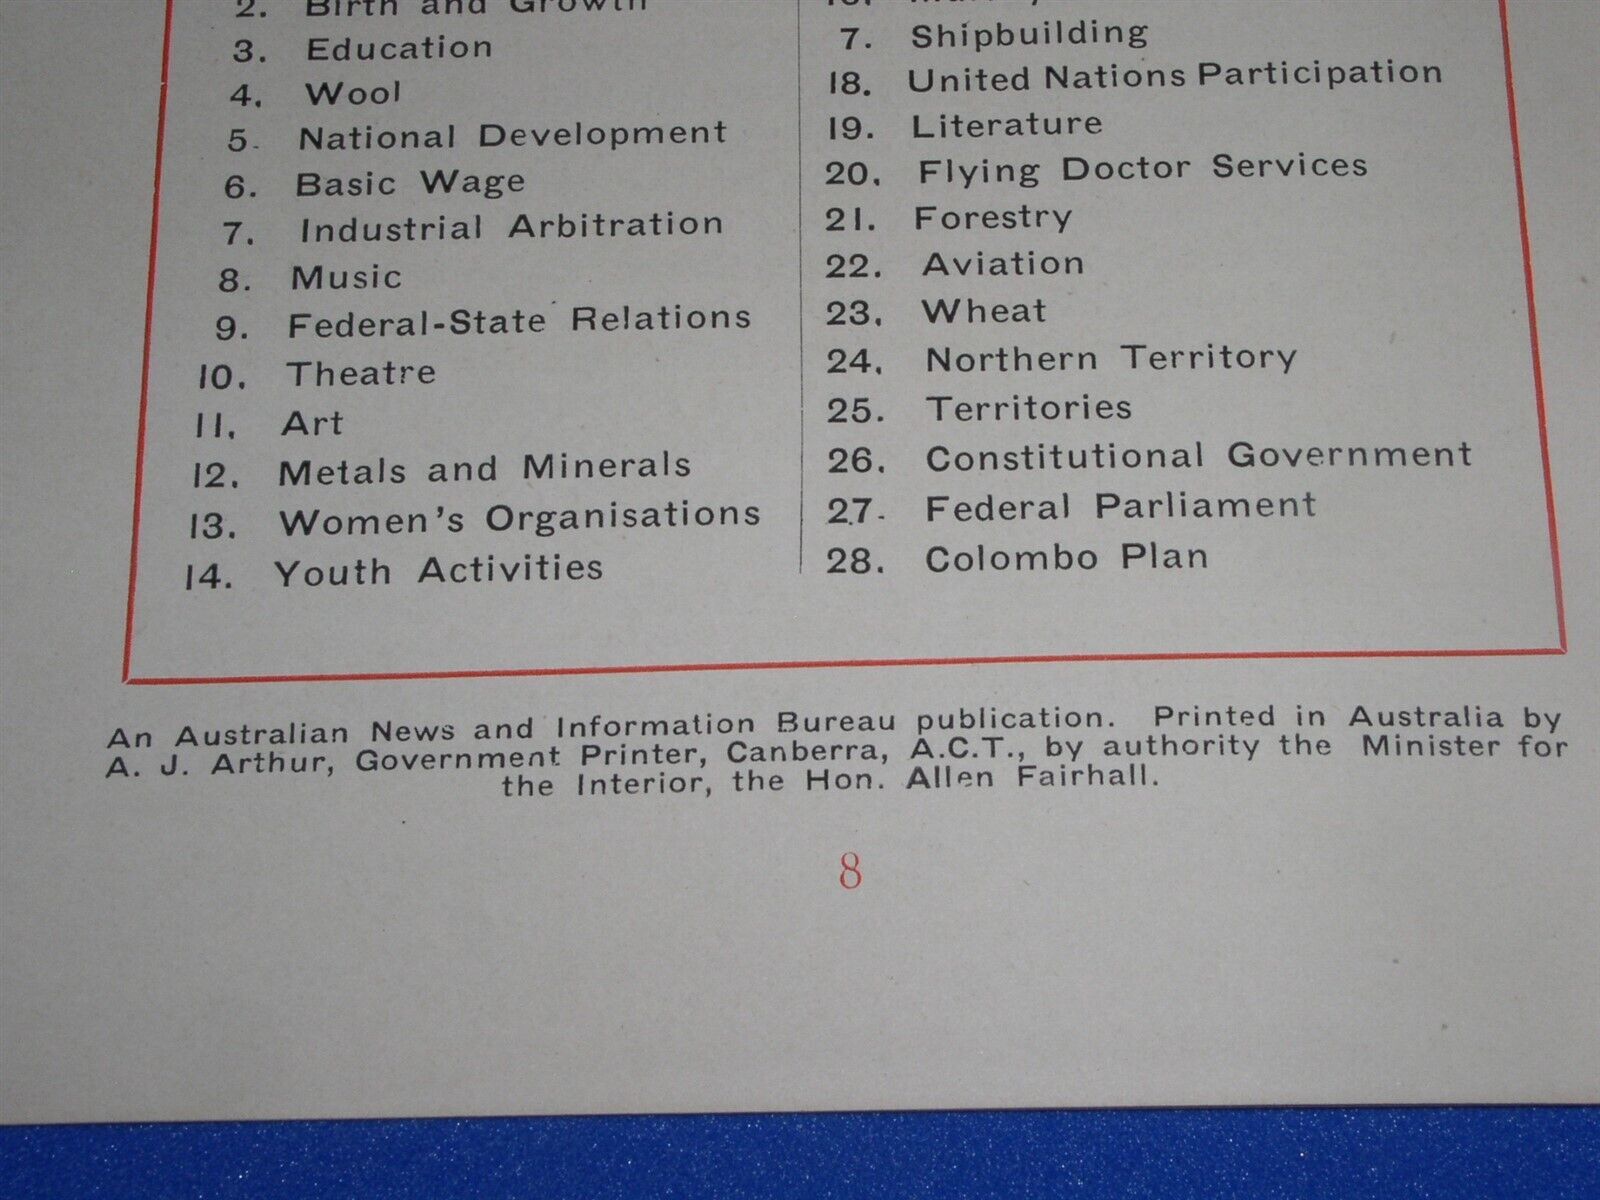 2. Birth and Growth
3. Education
4. Wool
5. National Development
6. Basic Wage
7. Industrial Arbitration
8. Music
9. Federal-State Relations
10. Theatre
11. Art
12. Metals and Minerals
13. Women's Organisations
14. Youth Activities
7. Shipbuilding
18. United Nations Participation
19. Literature
20. Flying Doctor Services
21. Forestry
22. Aviation
23. Wheat
24. Northern Territory
25. Territories
26. Constitutional Government
27. Federal Parliament
28. Colombo Plan
An Australian News and Information Bureau publication. Printed in Australia by
A. J. Arthur, Government Printer, Canberra, A.C.T., by authority the Minister for
the Interior, the Hon. Allen Fairhall.
8